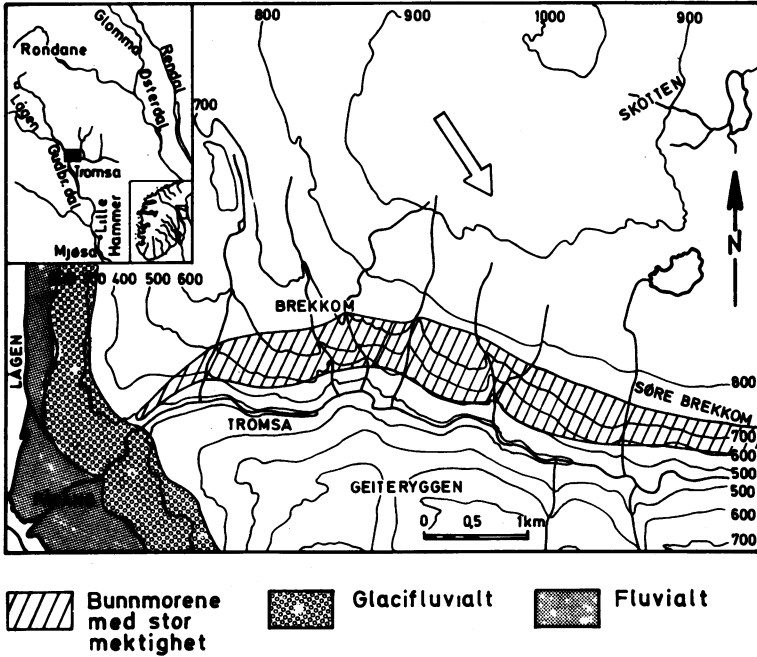 800
900
1000
900
Rondane
Glomma
Rendal
Østerdal
Lågen
Gudbr.dal
Tromsa
Lille
Hammer
Mjøsa
700
SKÖTTEN
N
400 500 600
BREKKOM
LÅGEN
TROMSA
SØRE BREKKOM
800
700
600
500
500
600
700
GEITERYGGEN
0 0,5 1km
Bunnmorene
med stor
mektighet
Glacifluvialt
Fluvialt